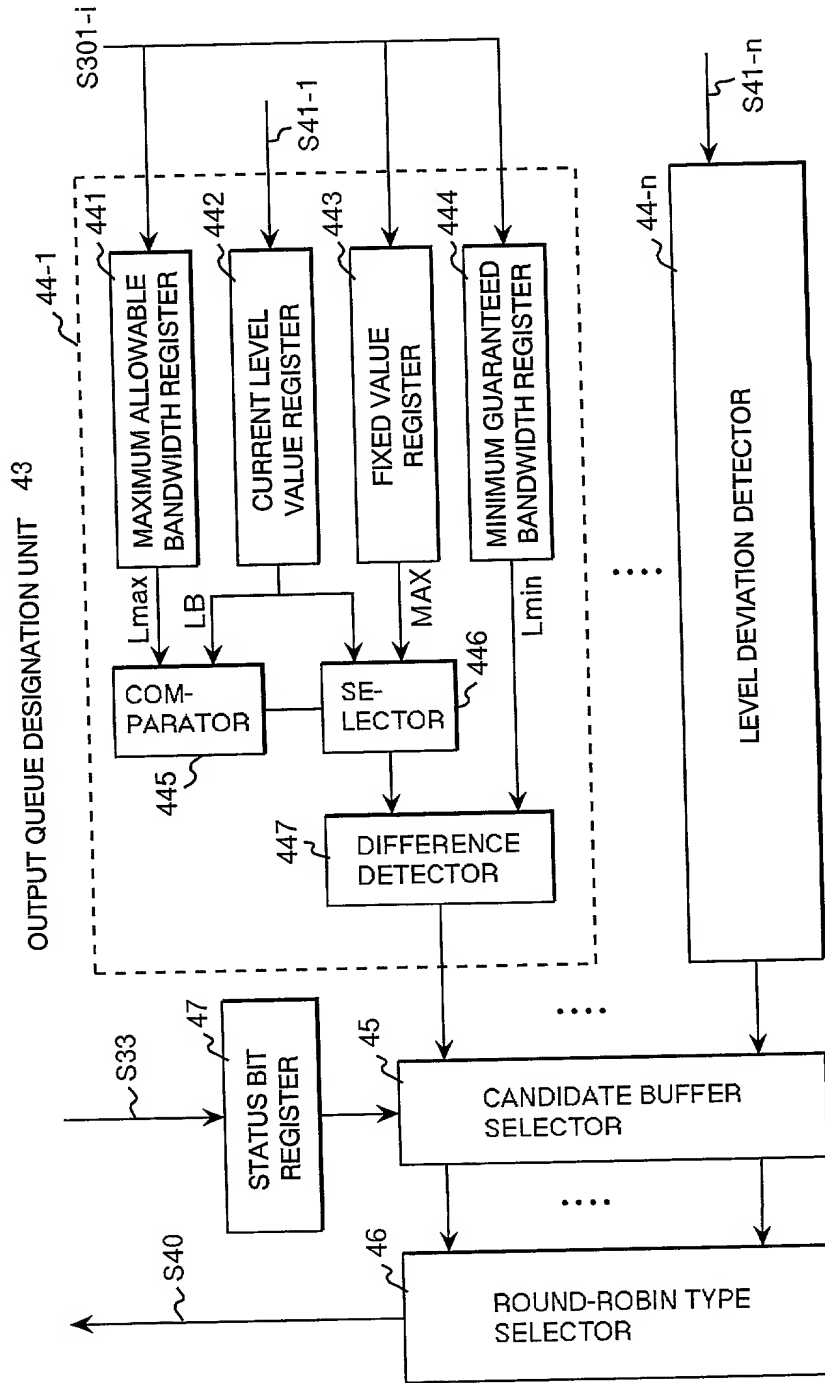 OUTPUT QUEUE DESIGNATION UNIT 43
S301-i
44-1
441
MAXIMUM ALLOWABLE
BANDWIDTH REGISTER
Lmax
S41-1
442
CURRENT LEVEL
VALUE REGISTER
LB
443
FIXED VALUE
REGISTER
MAX
444
MINIMUM GUARANTEED
BANDWIDTH REGISTER
Lmin
COM-
PARATOR
445
SE-
LECTOR
446
447
DIFFERENCE
DETECTOR
....
S41-n
44-n
LEVEL DEVIATION DETECTOR
S33
47
STATUS BIT
REGISTER
....
45
CANDIDATE BUFFER
SELECTOR
....
S40
46
ROUND-ROBIN TYPE
SELECTOR